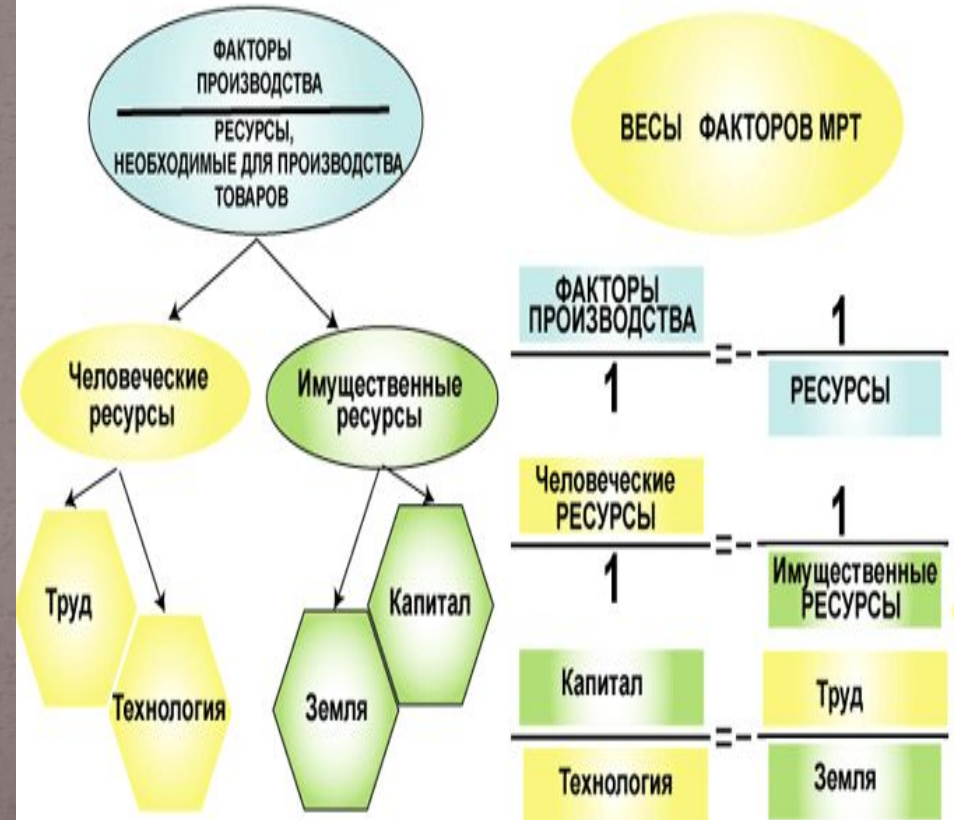 ФАКТОРЫ
ПРОИЗВОДСТВА
РЕСУРСЫ,
НЕОБХОДИМЫЕ ДЛЯ ПРОИЗВОДСТВА
ТОВАРОВ
Человеческие
ресурсы
Имущественные
ресурсы
Труд
Технология
Капитал
Земля
ВЕСЫ ФАКТОРОВ МРТ
ФАКТОРЫ
ПРОИЗВОДСТВА
1
=-
1
РЕСУРСЫ
Человеческие
РЕСУРСЫ
1
=-
1
Имущественные
РЕСУРСЫ
Капитал
Технология
=-
Труд
Земля